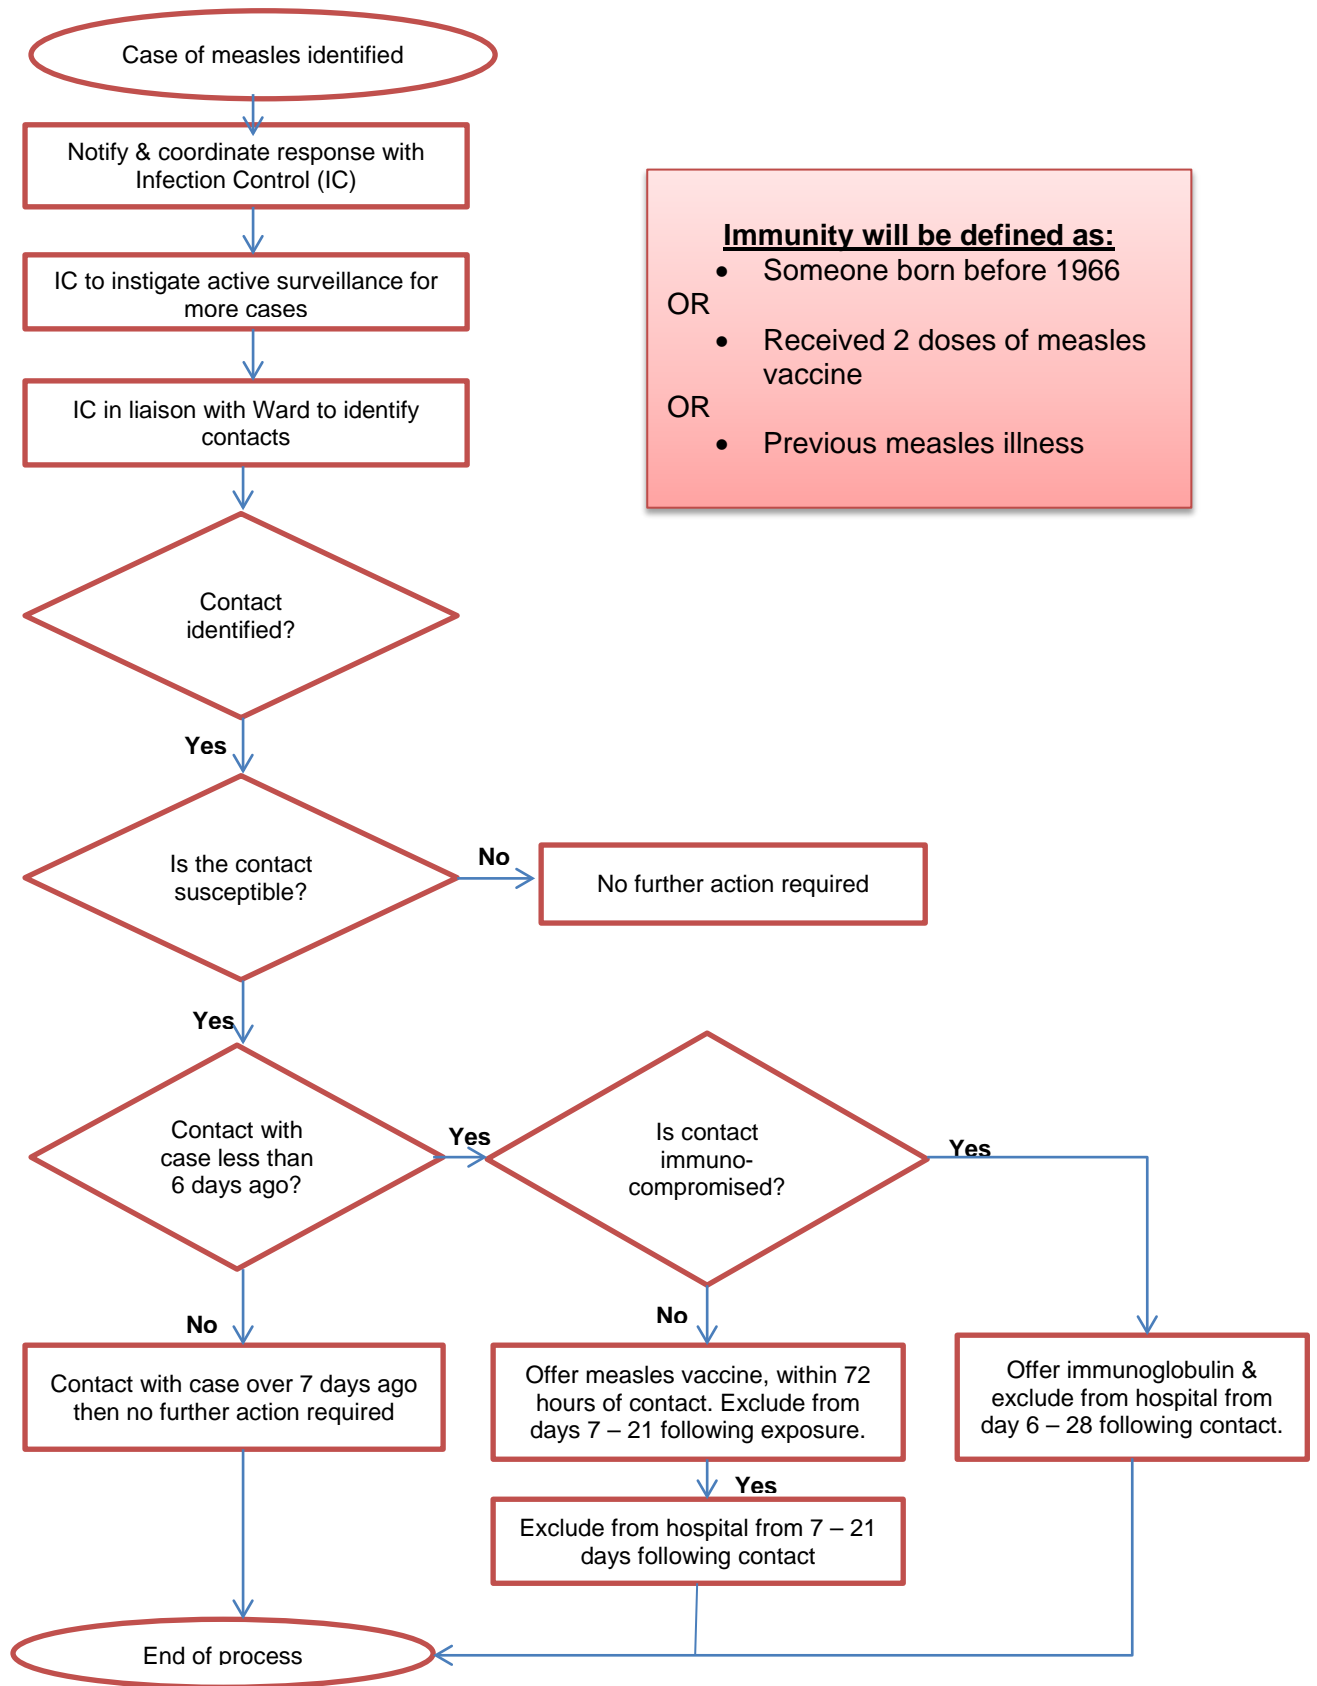 Case of measles identified
Notify & coordinate response with
Infection Control (IC)
Immunity will be defined as:
• Someone born before 1966
OR
• Received 2 doses of measles
vaccine
OR
• Previous measles illness
IC to instigate active surveillance for
more cases
IC in liaison with Ward to identify
contacts
Contact
identified?
Yes
Is the contact
susceptible?
No
No further action required
Yes
Contact with
case less than
6 days ago?
Yes
Is contact
immuno-
compromised?
Yes
No
Contact with case over 7 days ago
then no further action required
No
Offer measles vaccine, within 72
hours of contact. Exclude from
days 7 – 21 following exposure.
Offer immunoglobulin &
exclude from hospital from
day 6 – 28 following contact.
Yes
Exclude from hospital from 7 – 21
days following contact
End of process